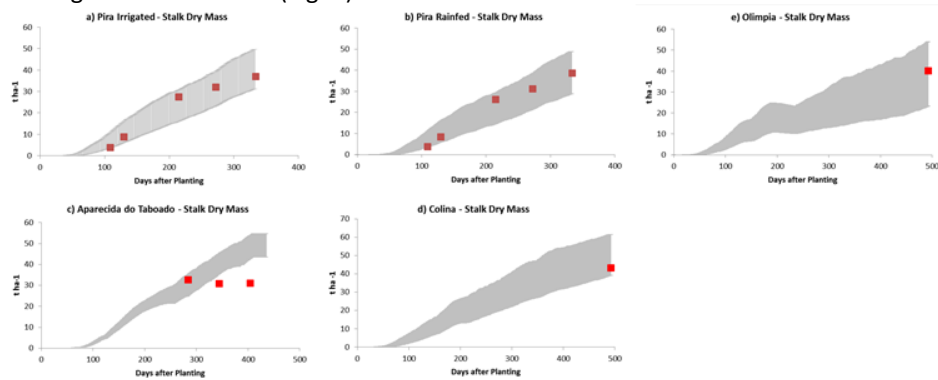 a) Pira Irrigated - Stalk Dry Mass
t ha -1
60
50
40
30
20
10
0
0 100 200 300 400
Days after Planting
b) Pira Rainfed - Stalk Dry Mass
t ha -1
60
50
40
30
20
10
0
0 100 200 300 400
Days after Planting
e) Olímpia - Stalk Dry Mass
t ha -1
60
50
40
30
20
10
0
0 100 200 300 400 500
Days after Planting
c) Aparecida do Taboado - Stalk Dry Mass
t ha -1
60
50
40
30
20
10
0
0 100 200 300 400 500
Days after Planting
d) Colina - Stalk Dry Mass
t ha -1
70
60
50
40
30
20
10
0
0 100 200 300 400 500
Days after Planting